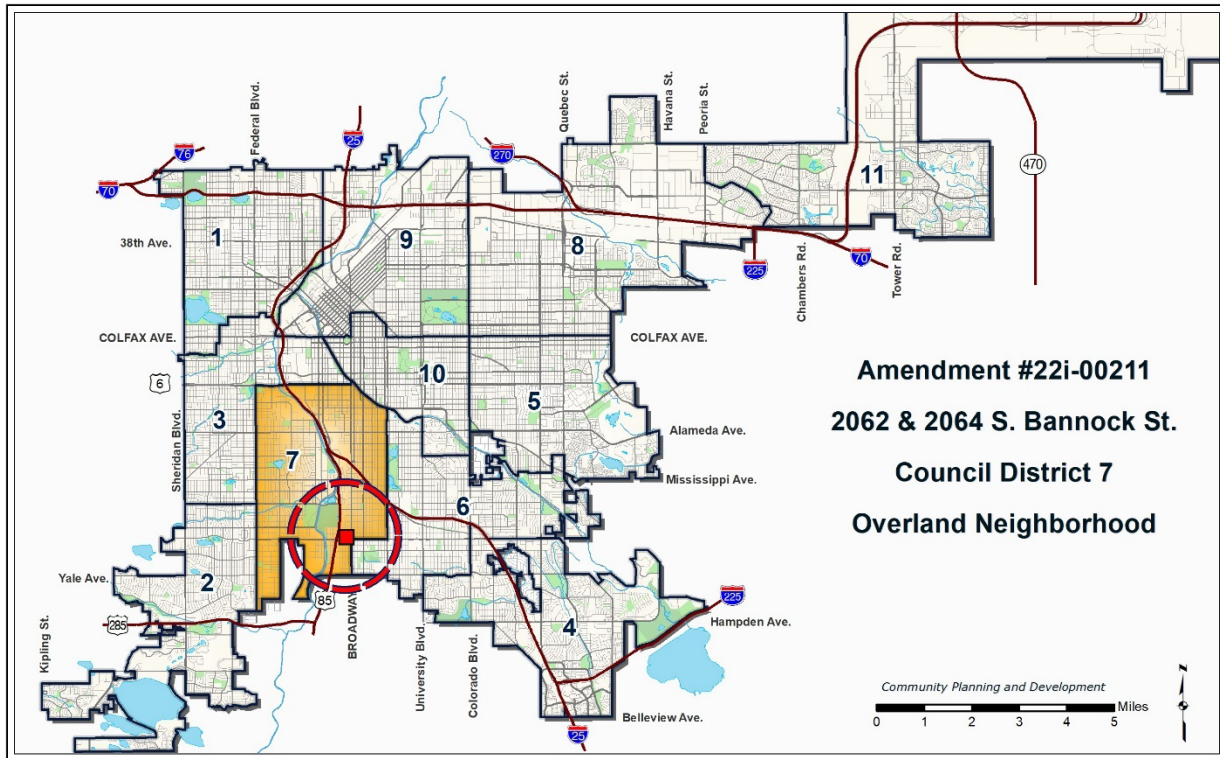 Federal Blvd.
25
Quebec St.
Havana St.
Peoria St.
76
70
270
470
11
1
9
8
38th Ave.
225
70
Chambers Rd.
Tower Rd.
COLFAX AVE.
COLFAX AVE.
6
10
5
3
Sheridan Blvd.
Alameda Ave.
7
Mississippi Ave.
6
Yale Ave.
2
85
285
BROADWAY
University Blvd.
Colorado Blvd.
4
225
Hampden Ave.
Kipling St.
Belleview Ave.
25
Amendment #22i-00211
2062 & 2064 S. Bannock St.
Council District 7
Overland Neighborhood
Community Planning and Development
Miles
0 1 2 3 4 5
N